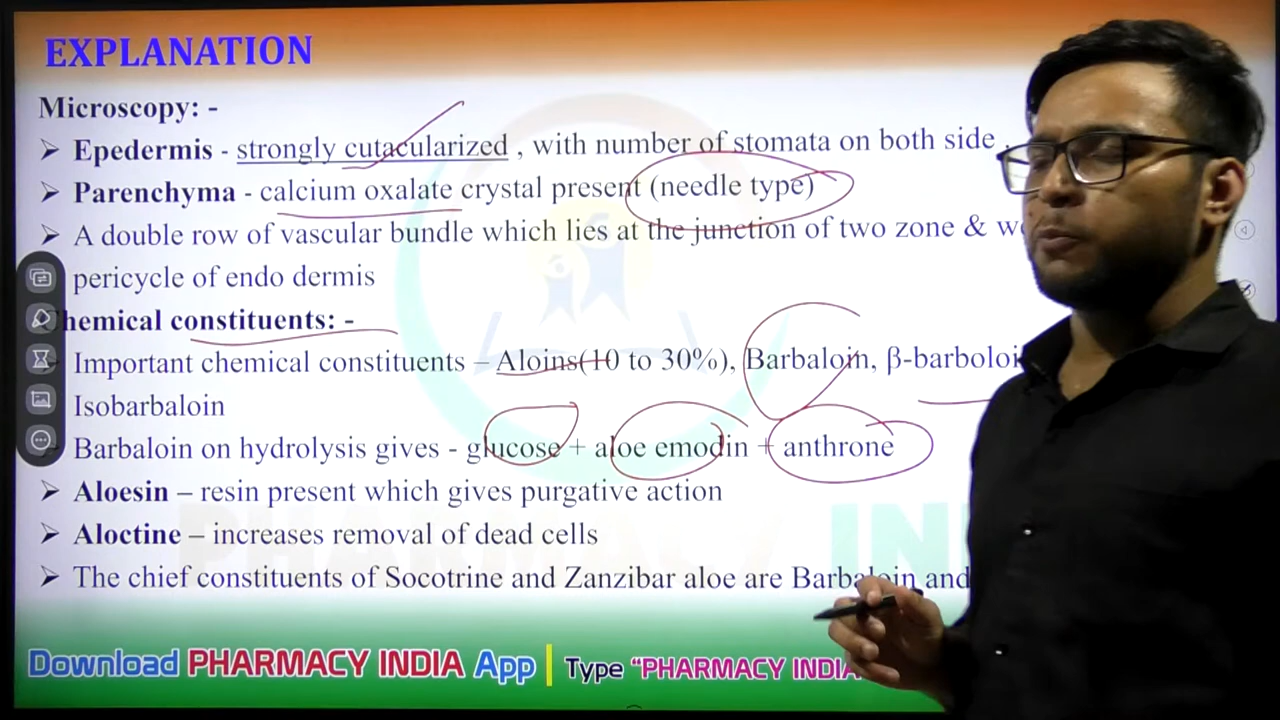 EXPLANATION
Microscopy: -
➢ Epedermis - strongly cutacularized , with number of stomata on both side .
➢ Parenchyma - calcium oxalate crystal present (needle type)
➢ A double row of vascular bundle which lies at the junction of two zone &
pericycle of endo dermis
hemical constituents: -
Important chemical constituents – Aloins(10 to 30%), Barbaloin, β-barboloi
Isobarbaloin
Barbaloin on hydrolysis gives - glucose + aloe emodin + anthrone
➢ Aloesin – resin present which gives purgative action
➢ Aloctine – increases removal of dead cells
➢ The chief constituents of Socotrine and Zanzibar aloe are Barbaloin and
PHARMACY IN
Download PHARMACY INDIA App | Type “PHARMACY INDIA